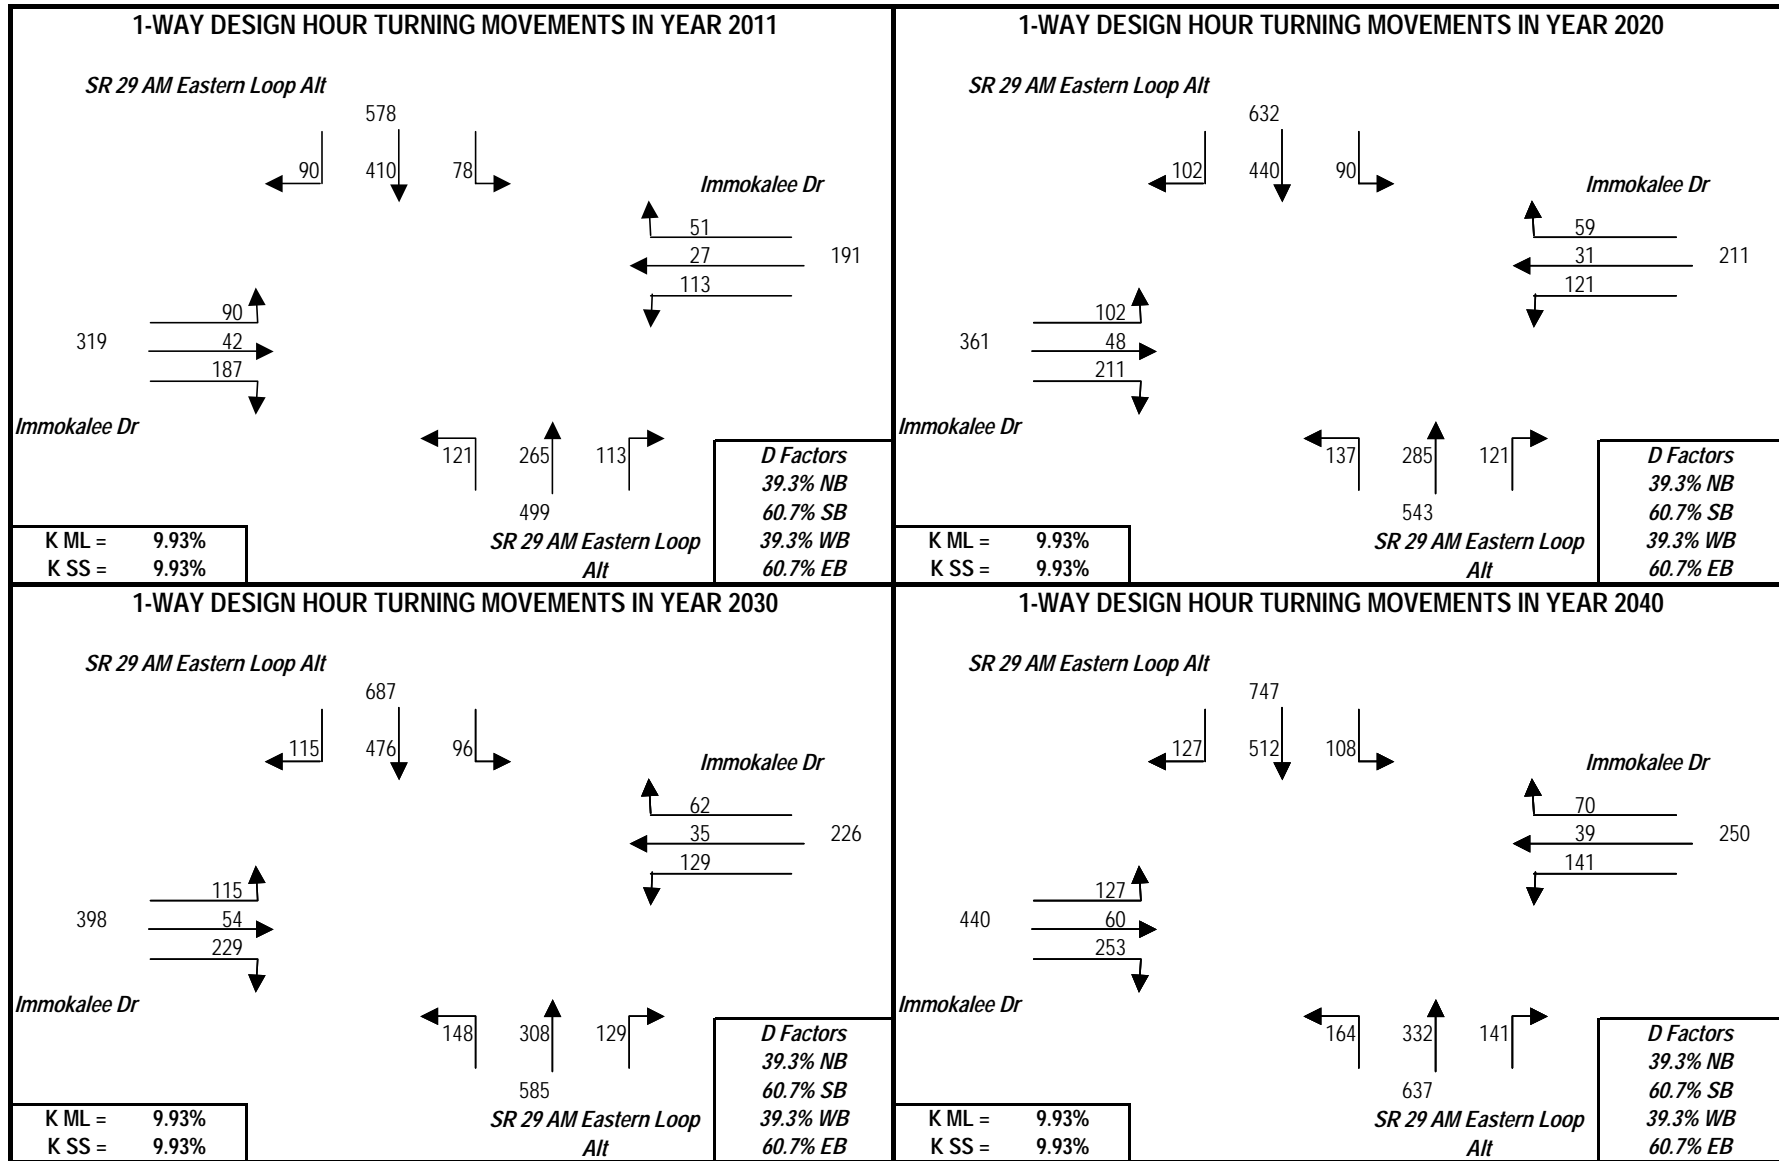 1-WAY DESIGN HOUR TURNING MOVEMENTS IN YEAR 2011
SR 29 AM Eastern Loop Alt
578
90 410 78
Immokalee Dr
51
27 191
113
90
319 42
187
Immokalee Dr
121 265 113
499
SR 29 AM Eastern Loop
Alt
D Factors
39.3% NB
60.7% SB
39.3% WB
60.7% EB
K ML = 9.93%
K SS = 9.93%
1-WAY DESIGN HOUR TURNING MOVEMENTS IN YEAR 2020
SR 29 AM Eastern Loop Alt
632
102 440 90
Immokalee Dr
59
31 211
121
102
361 48
211
Immokalee Dr
137 285 121
543
SR 29 AM Eastern Loop
Alt
D Factors
39.3% NB
60.7% SB
39.3% WB
60.7% EB
K ML = 9.93%
K SS = 9.93%
1-WAY DESIGN HOUR TURNING MOVEMENTS IN YEAR 2030
SR 29 AM Eastern Loop Alt
687
115 476 96
Immokalee Dr
62
35 226
129
115
398 54
229
Immokalee Dr
148 308 129
585
SR 29 AM Eastern Loop
Alt
D Factors
39.3% NB
60.7% SB
39.3% WB
60.7% EB
K ML = 9.93%
K SS = 9.93%
1-WAY DESIGN HOUR TURNING MOVEMENTS IN YEAR 2040
SR 29 AM Eastern Loop Alt
747
127 512 108
Immokalee Dr
70
39 250
141
127
440 60
253
Immokalee Dr
164 332 141
637
SR 29 AM Eastern Loop
Alt
D Factors
39.3% NB
60.7% SB
39.3% WB
60.7% EB
K ML = 9.93%
K SS = 9.93%